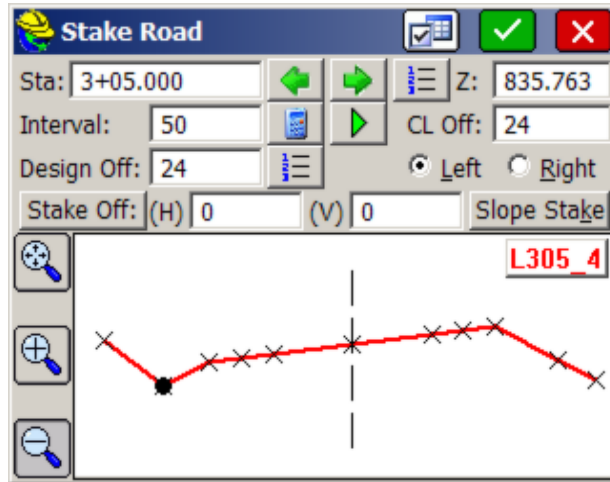 Stake Road
Sta: 3+05.000 Z: 835.763
Interval: 50 CL Off: 24
Design Off: 24 Left Right
Stake Off: (H) 0 (V) 0 Slope Stake
L305_4